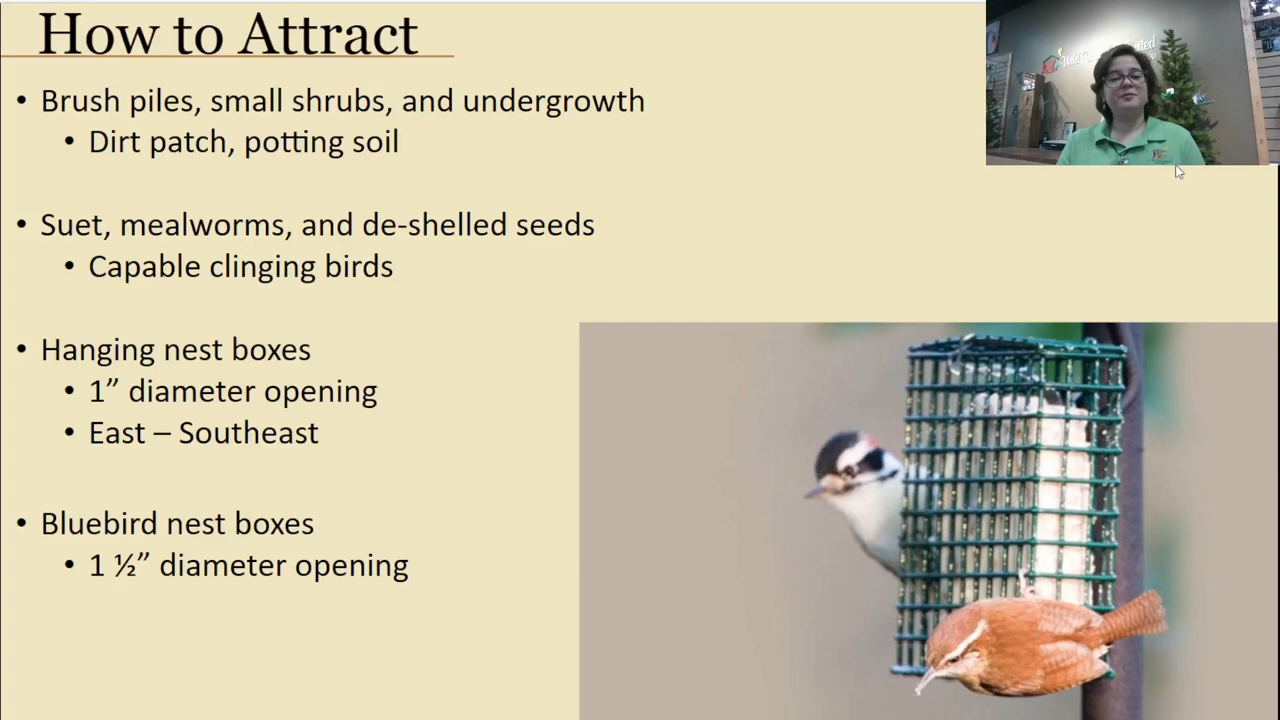 How to Attract
• Brush piles, small shrubs, and undergrowth
• Dirt patch, potting soil
• Suet, mealworms, and de-shelled seeds
• Capable clinging birds
• Hanging nest boxes
• 1” diameter opening
• East – Southeast
• Bluebird nest boxes
• 1 ½” diameter opening